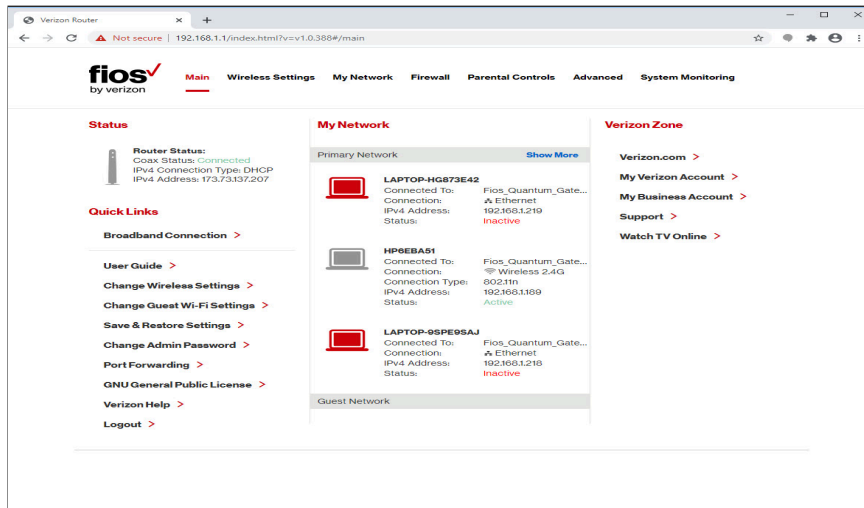 Verizon Router
Not secure | 192.168.1.1/index.html?v=v1.0.388#/main
fios
by verizon
Main Wireless Settings My Network Firewall Parental Controls Advanced System Monitoring
Status
Router Status:
Coax Status: Connected
IPv4 Connection Type: DHCP
IPv4 Address: 173.73.137.207
Quick Links
Broadband Connection >
User Guide >
Change Wireless Settings >
Change Guest Wi-Fi Settings >
Save & Restore Settings >
Change Admin Password >
Port Forwarding >
GNU General Public License >
Verizon Help >
Logout >
My Network
Primary Network Show More
LAPTOP-HG873E42
Connected To: Fios_Quantum_Gate...
Connection: Ethernet
IPv4 Address: 192.168.1.219
Status: Inactive
HP6EBA51
Connected To: Fios_Quantum_Gate...
Connection: Wireless 2.4G
Connection Type: 802.11n
IPv4 Address: 192.168.1.189
Status: Active
LAPTOP-9SPE9SAJ
Connected To: Fios_Quantum_Gate...
Connection: Ethernet
IPv4 Address: 192.168.1.218
Status: Inactive
Guest Network
Verizon Zone
Verizon.com >
My Verizon Account >
My Business Account >
Support >
Watch TV Online >